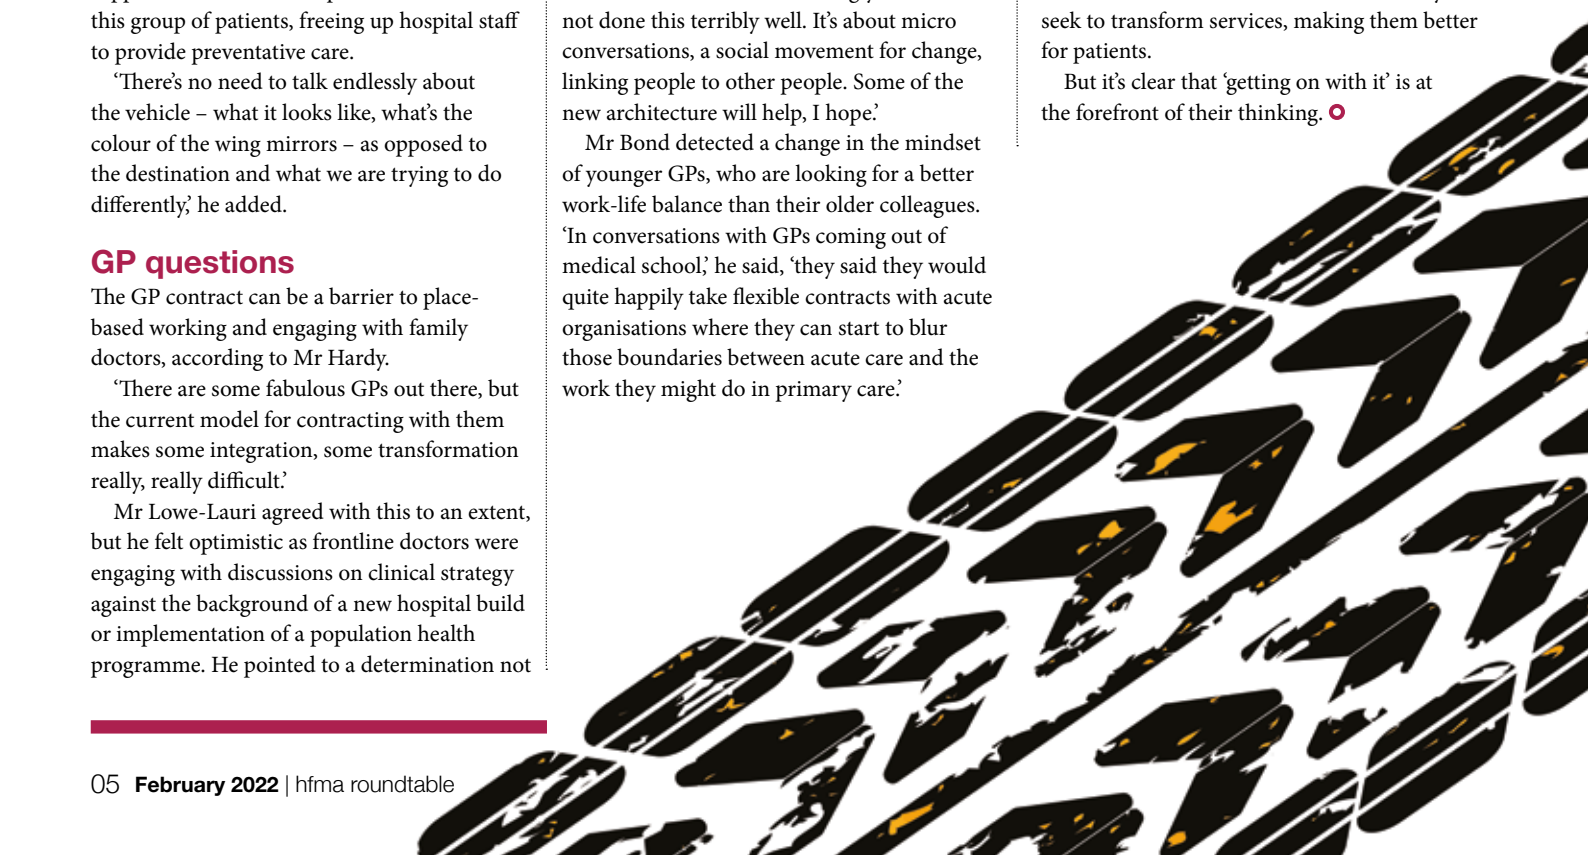 this group of patients, freeing up hospital staff
to provide preventative care.
‘There’s no need to talk endlessly about
the vehicle – what it looks like, what’s the
colour of the wing mirrors – as opposed to
the destination and what we are trying to do
differently,’ he added.
GP questions
The GP contract can be a barrier to place-
based working and engaging with family
doctors, according to Mr Hardy.
‘There are some fabulous GPs out there, but
the current model for contracting with them
makes some integration, some transformation
really, really difficult.’
Mr Lowe-Lauri agreed with this to an extent,
but he felt optimistic as frontline doctors were
engaging with discussions on clinical strategy
against the background of a new hospital build
or implementation of a population health
programme. He pointed to a determination not
not done this terribly well. It’s about micro
conversations, a social movement for change,
linking people to other people. Some of the
new architecture will help, I hope.’
Mr Bond detected a change in the mindset
of younger GPs, who are looking for a better
work-life balance than their older colleagues.
‘In conversations with GPs coming out of
medical school,’ he said, ‘they said they would
quite happily take flexible contracts with acute
organisations where they can start to blur
those boundaries between acute care and the
work they might do in primary care.’
seek to transform services, making them better
for patients.
But it’s clear that ‘getting on with it’ is at
the forefront of their thinking.
05 February 2022 | hfma roundtable